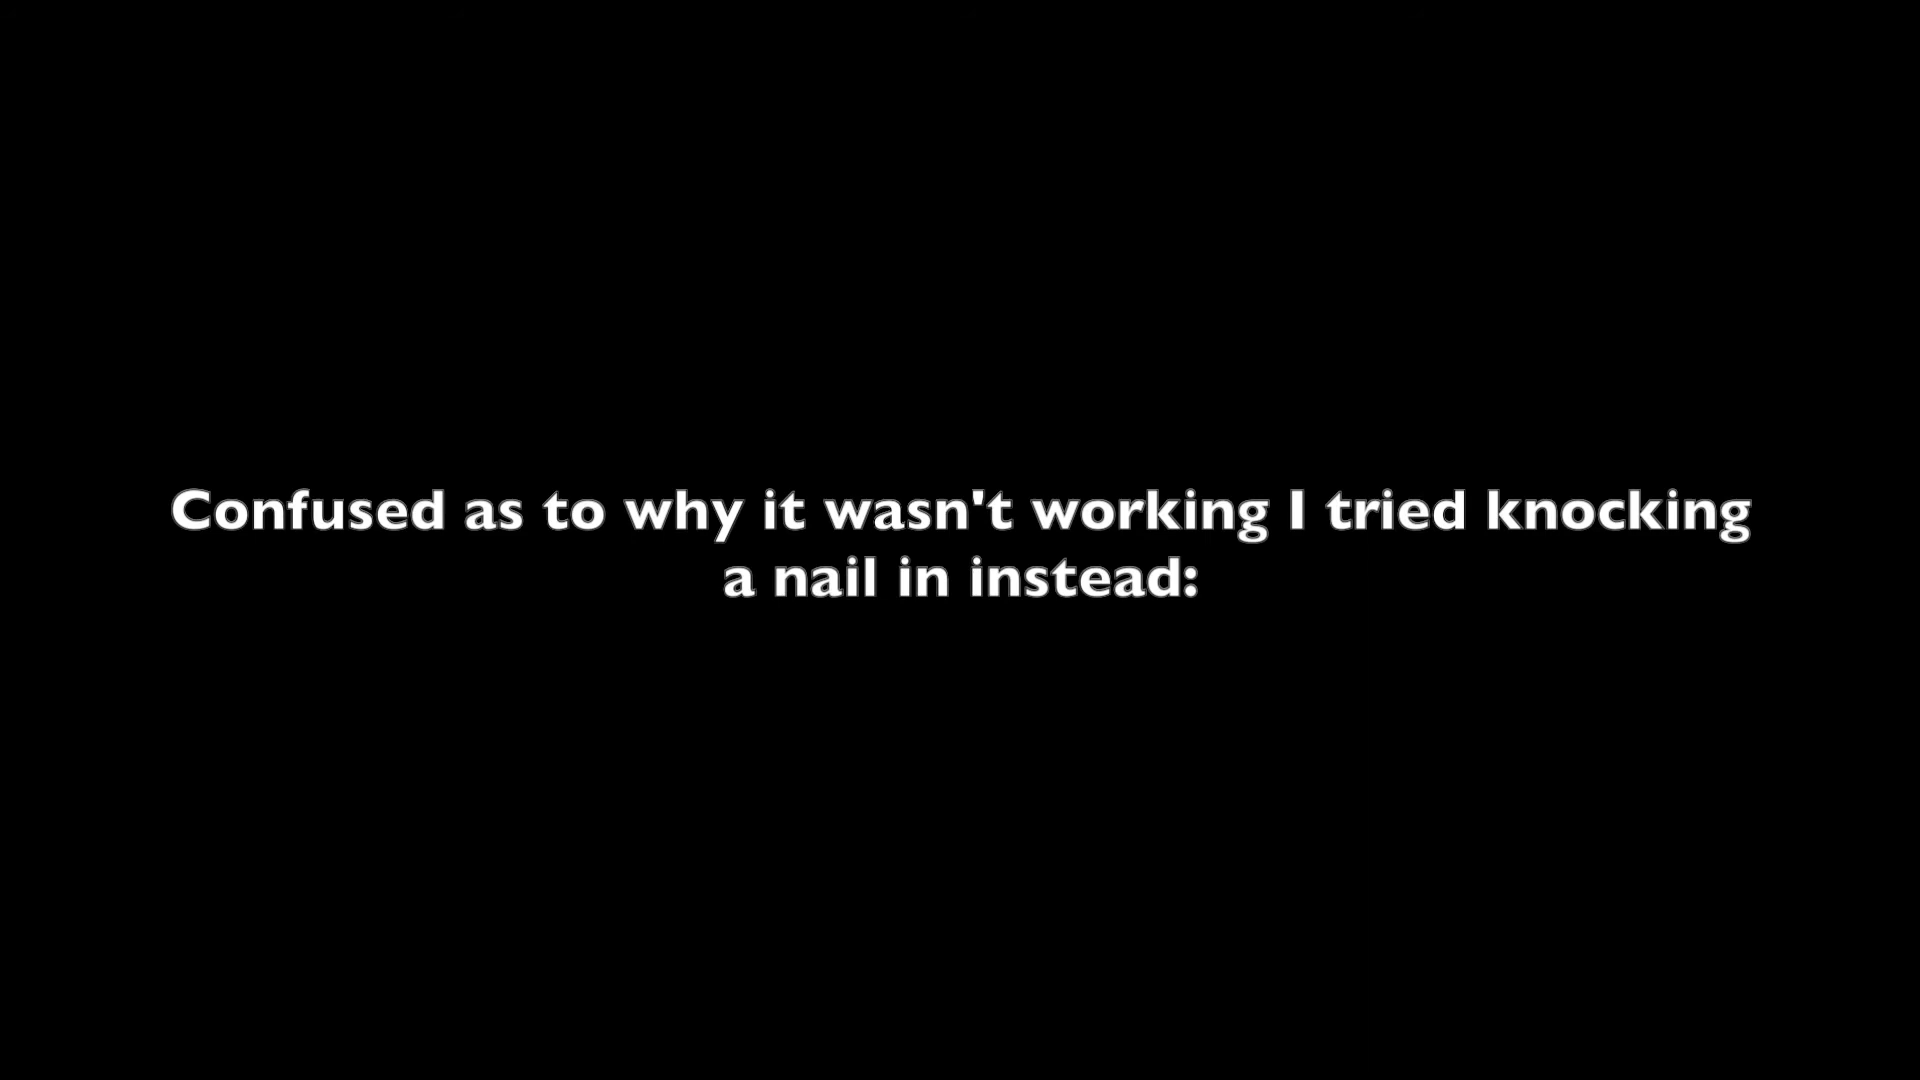 Confused as to why it wasn't working I tried knocking
a nail in instead: